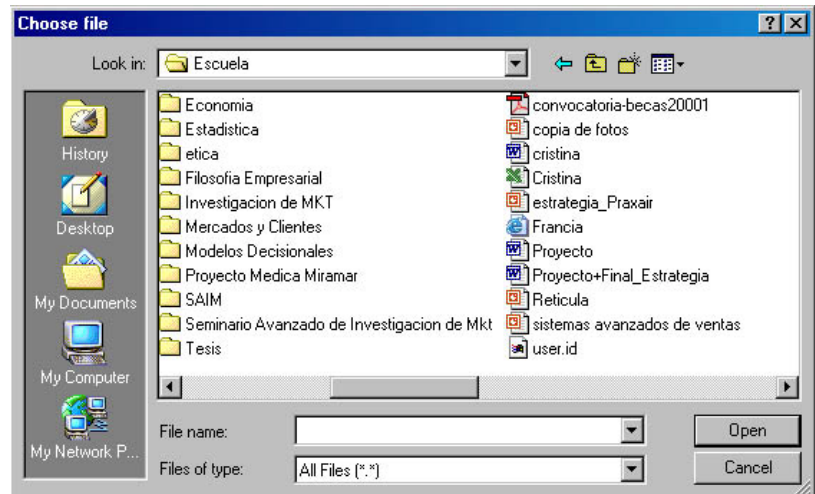 Choose file
Look in:
Escuela
History
Desktop
My Documents
My Computer
My Network P...
Economia
Estadistica
etica
Filosofia Empresarial
Investigacion de MKT
Mercados y Clientes
Modelos Decisionales
Proyecto Medica Miramar
SAIM
Seminario Avanzado de Investigacion de Mkt
Tesis
convocatoria-becas20001
copia de fotos
cristina
Cristina
estrategia_Praxair
Francia
Proyecto
Proyecto+Final_Estrategia
Reticula
sistemas avanzados de ventas
user.id
File name:
Open
Files of type:
All Files (*.*)
Cancel